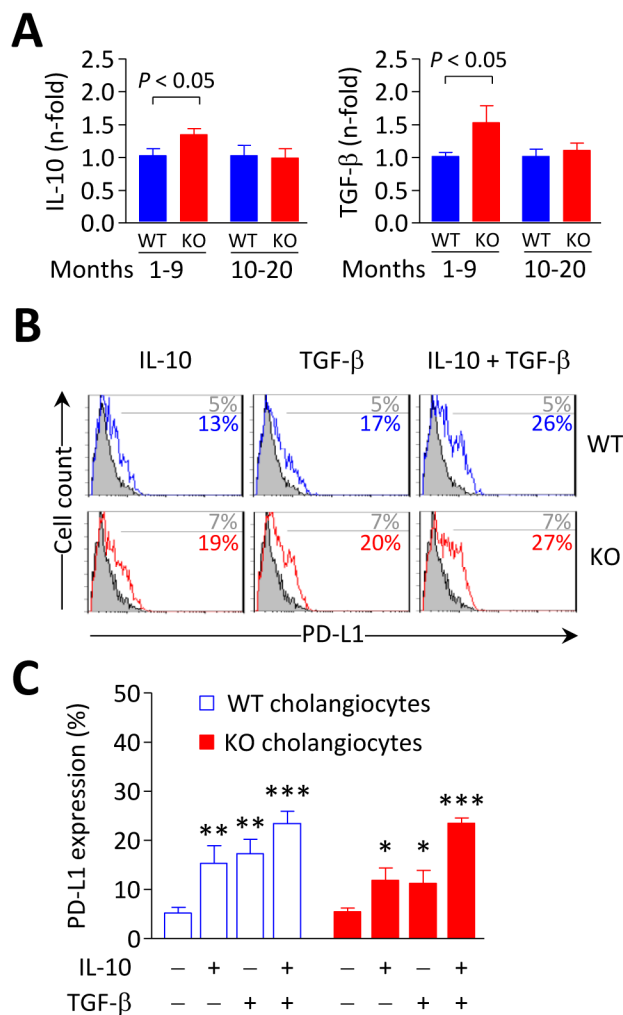 A
IL-10 (n-fold)
2.5
2.0
1.5
1.0
0.5
0.0
P < 0.05
WT KO WT KO
Months 1-9 10-20
TGF-β (n-fold)
2.5
2.0
1.5
1.0
0.5
0.0
P < 0.05
WT KO WT KO
Months 1-9 10-20
B
IL-10 TGF-β IL-10 + TGF-β
Cell count
5% 5% 5%
13% 17% 26%
WT
7% 7% 7%
19% 20% 27%
KO
PD-L1
C
PD-L1 expression (%)
50
40
30
20
10
0
WT cholangiocytes
KO cholangiocytes
** ** *** * * ***
IL-10 – + – + – + – +
TGF-β – – + + – – + +